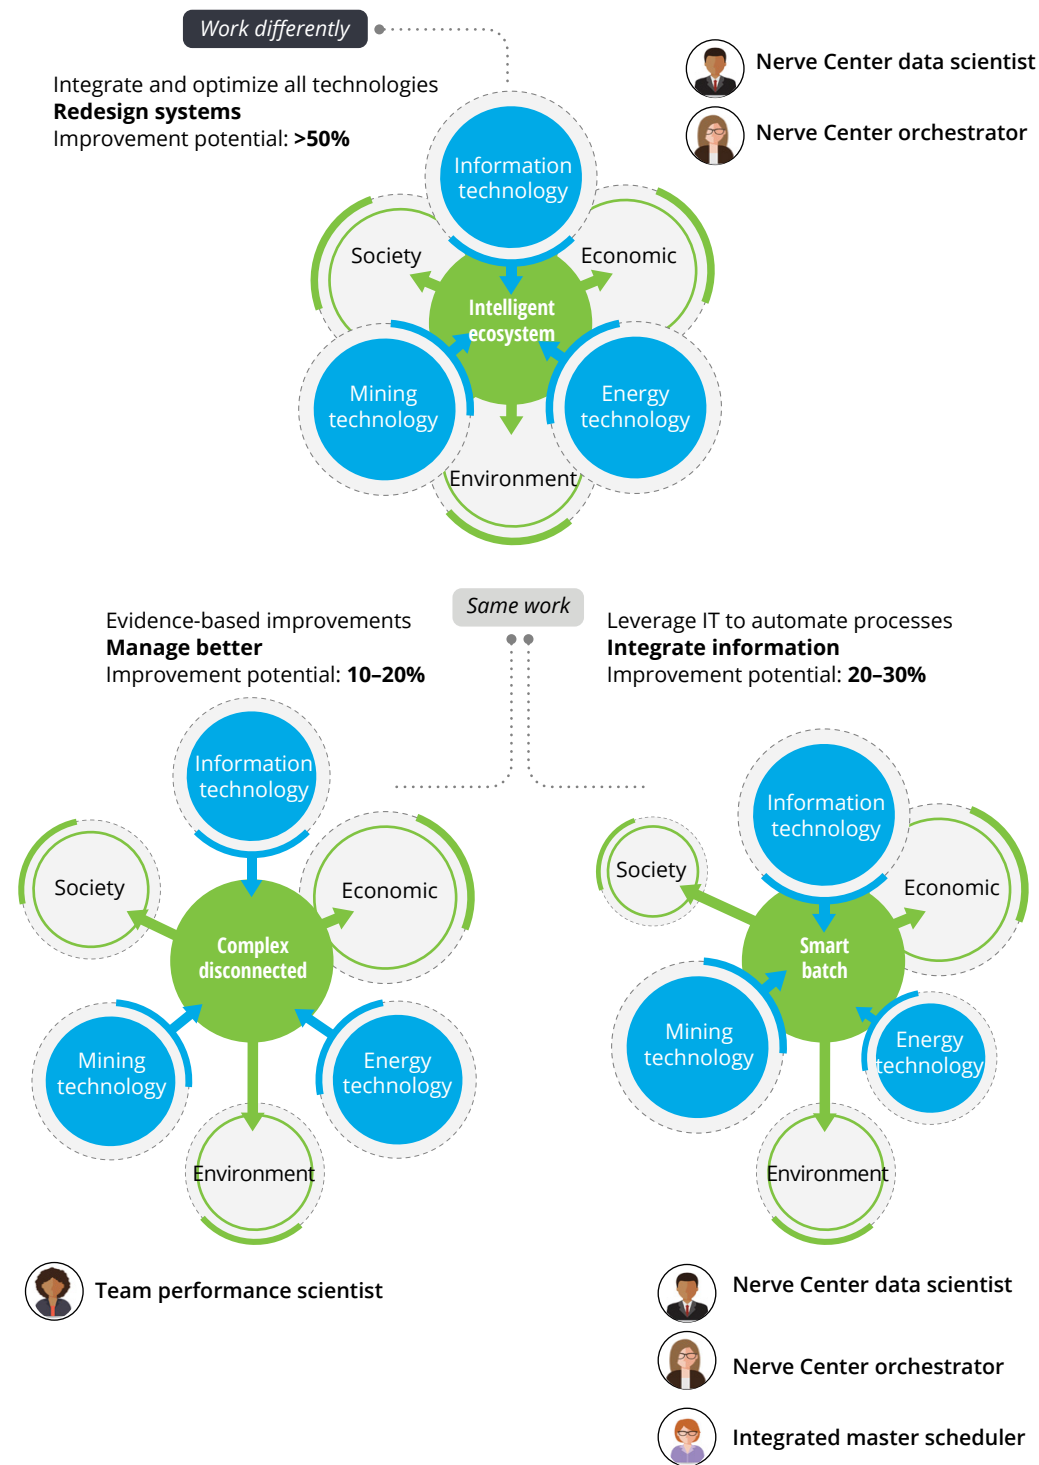 Work differently
Integrate and optimize all technologies
Redesign systems
Improvement potential: >50%
Nerve Center data scientist
Nerve Center orchestrator
Information
technology
Society
Economic
Intelligent
ecosystem
Mining
technology
Energy
technology
Environment
Same work
Evidence-based improvements
Manage better
Improvement potential: 10–20%
Information
technology
Society
Economic
Complex
disconnected
Mining
technology
Energy
technology
Environment
Team performance scientist
Leverage IT to automate processes
Integrate information
Improvement potential: 20–30%
Information
technology
Society
Economic
Smart
batch
Mining
technology
Energy
technology
Environment
Nerve Center data scientist
Nerve Center orchestrator
Integrated master scheduler